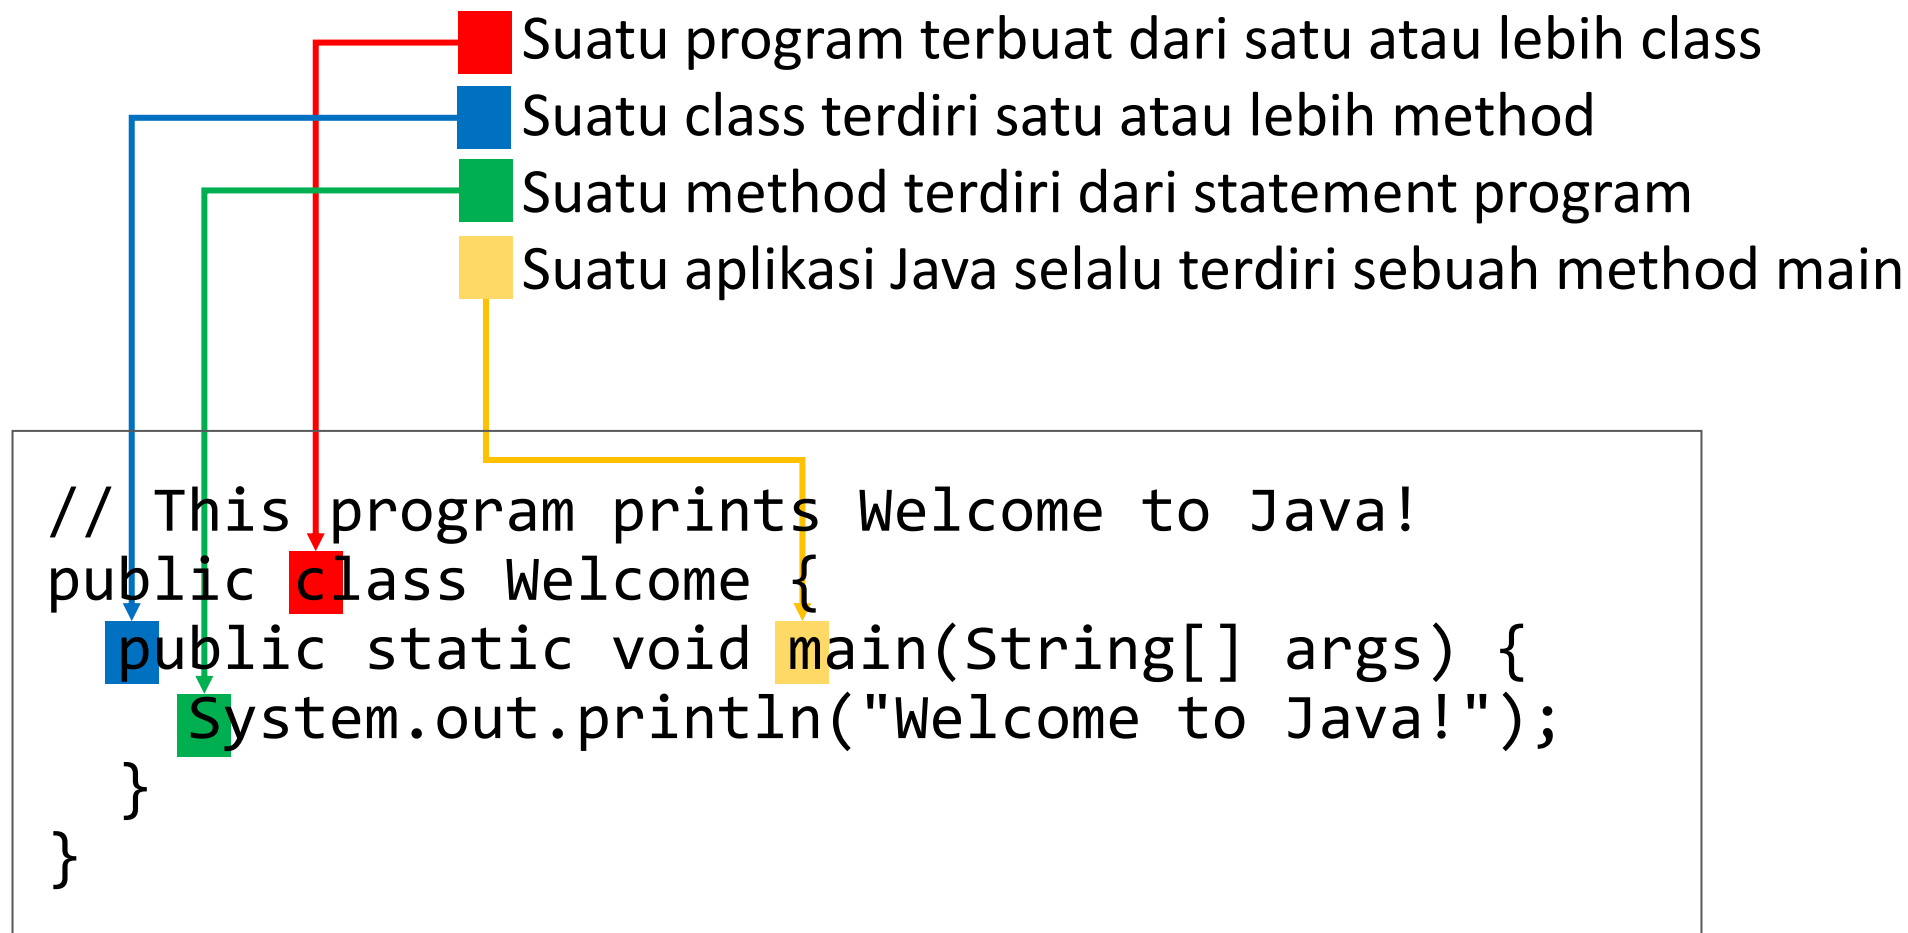 Suatu program terbuat dari satu atau lebih class
Suatu class terdiri satu atau lebih method
Suatu method terdiri dari statement program
Suatu aplikasi Java selalu terdiri sebuah method main
// This program prints Welcome to Java!
public class Welcome {
  public static void main(String[] args) {
    System.out.println("Welcome to Java!");
  }
}